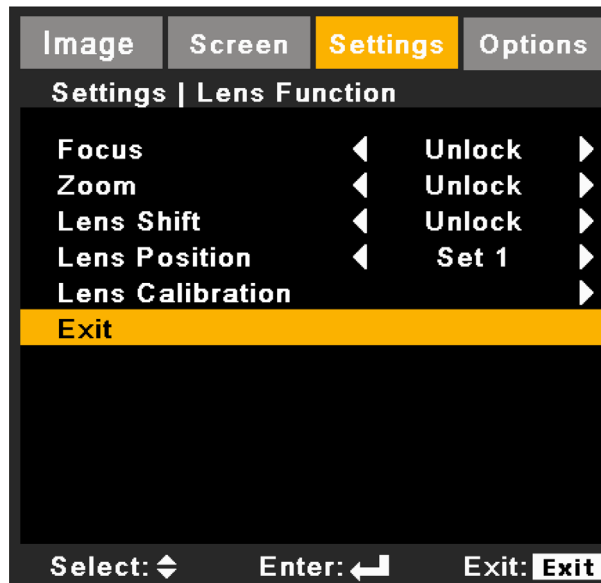 Image Screen Settings Options
Settings | Lens Function
Focus Unlock
Zoom Unlock
Lens Shift Unlock
Lens Position Set 1
Lens Calibration
Exit
Select: Enter: Exit: Exit